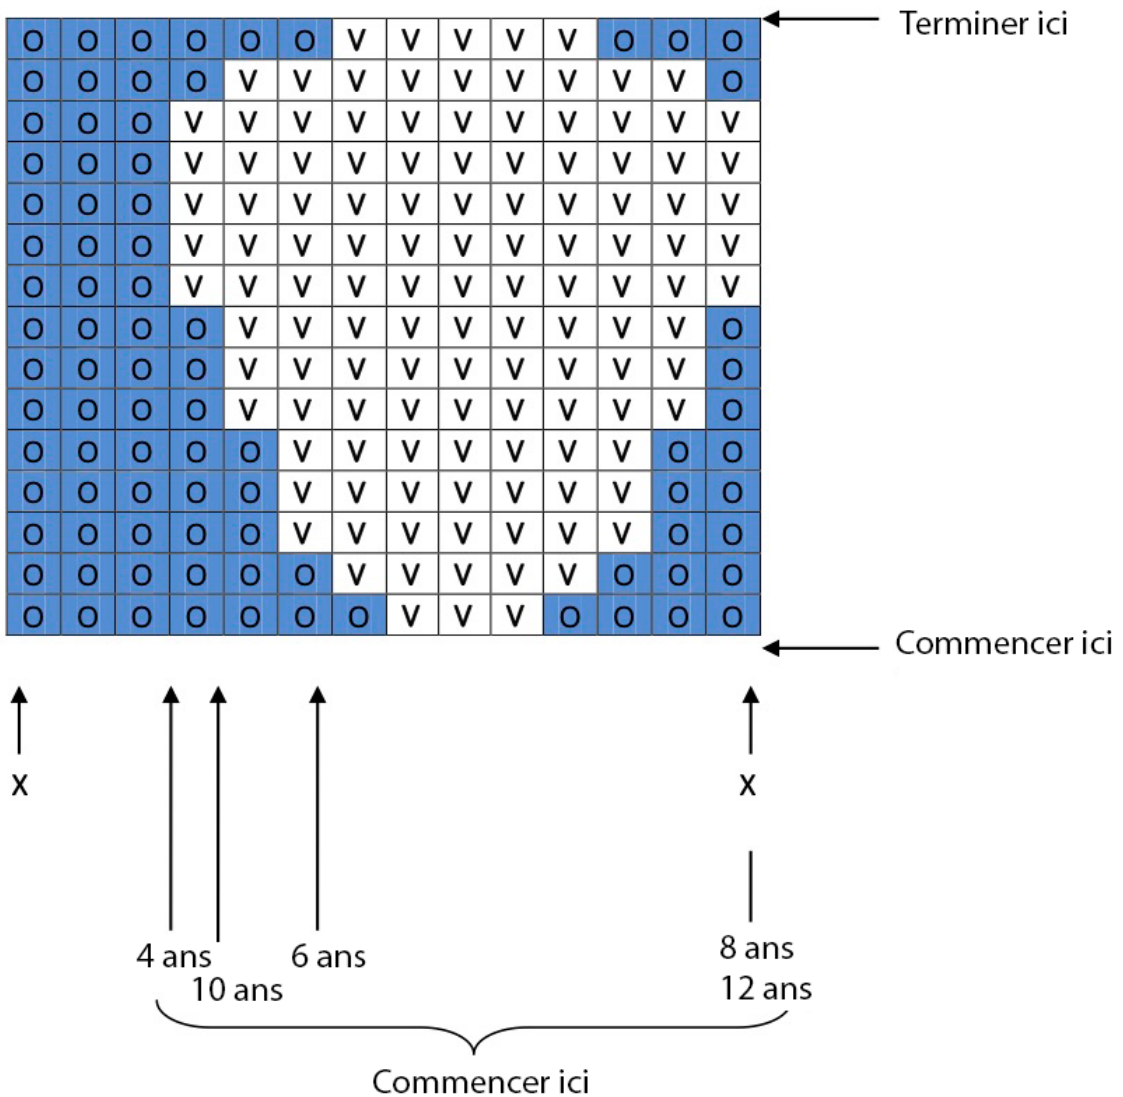 O O O O O O V V V V V O O O Terminer ici
O O O O V V V V V V V V V O
O O O V V V V V V V V V V V
O O O V V V V V V V V V V V
O O O V V V V V V V V V V V
O O O V V V V V V V V V V V
O O O V V V V V V V V V V V
O O O O V V V V V V V V V O
O O O O V V V V V V V V V O
O O O O V V V V V V V V V O
O O O O O V V V V V V V O O
O O O O O V V V V V V V O O
O O O O O V V V V V V V O O
O O O O O O V V V V V O O O
O O O O O O O V V V O O O O
Commencer ici
X X
4 ans 6 ans 8 ans
10 ans 12 ans
Commencer ici